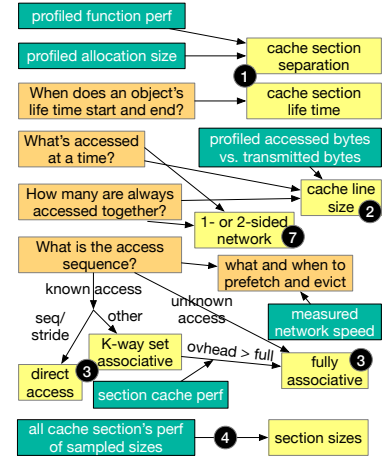 profiled function perf
profiled allocation size
cache section
separation
1
When does an object's
life time start and end?
cache section
life time
What's accessed
at a time?
profiled accessed bytes
vs. transmitted bytes
How many are always
accessed together?
cache line
size
2
1- or 2-sided
network
7
What is the access
sequence?
what and when to
prefetch and evict
known access
unknown
access
seq/
stride
other
measured
network speed
K-way set
associative
ovhead > full
3
fully
associative
direct
access
3
section cache perf
all cache section's perf
of sampled sizes
4
section sizes